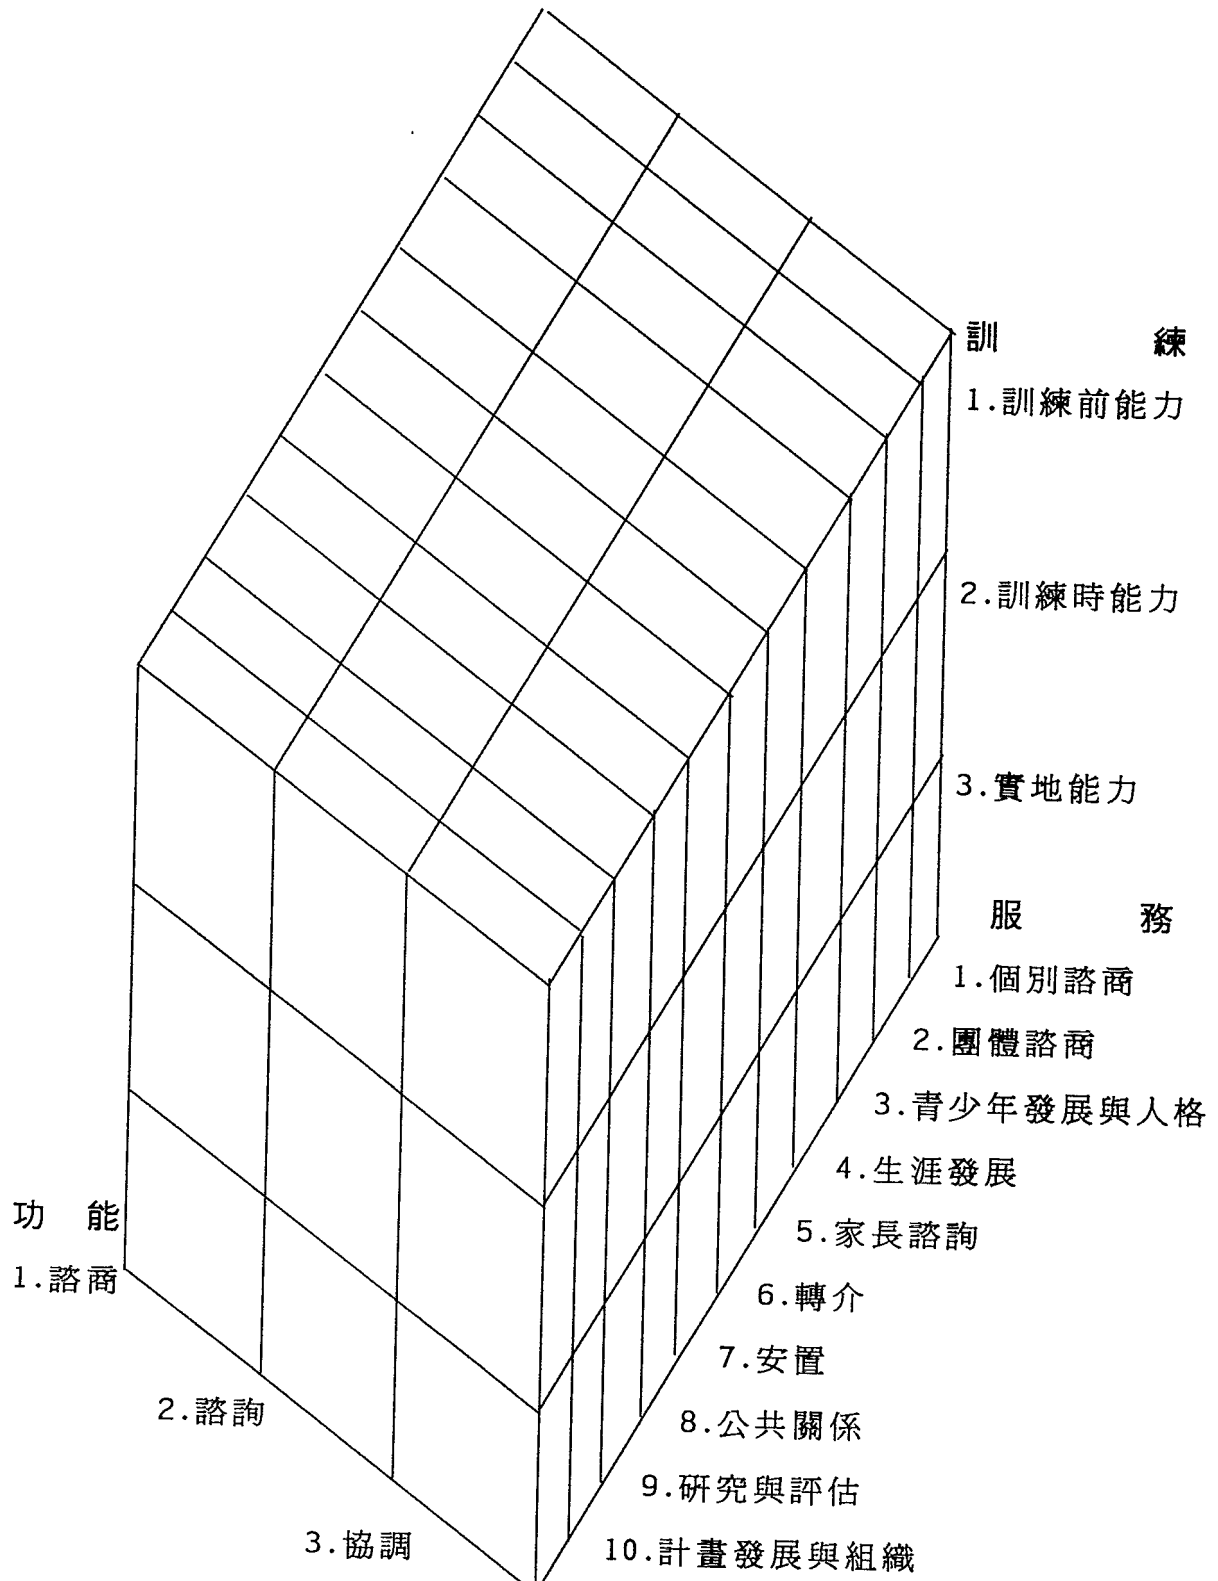 訓 練
1.訓練前能力
2.訓練時能力
3.實地能力
服 務
1.個別諮商
2.團體諮商
3.青少年發展與人格
4.生涯發展
5.家長諮詢
6.轉介
7.安置
8.公共關係
9.研究與評估
10.計畫發展與組織
功 能
1.諮商
2.諮詢
3.協調